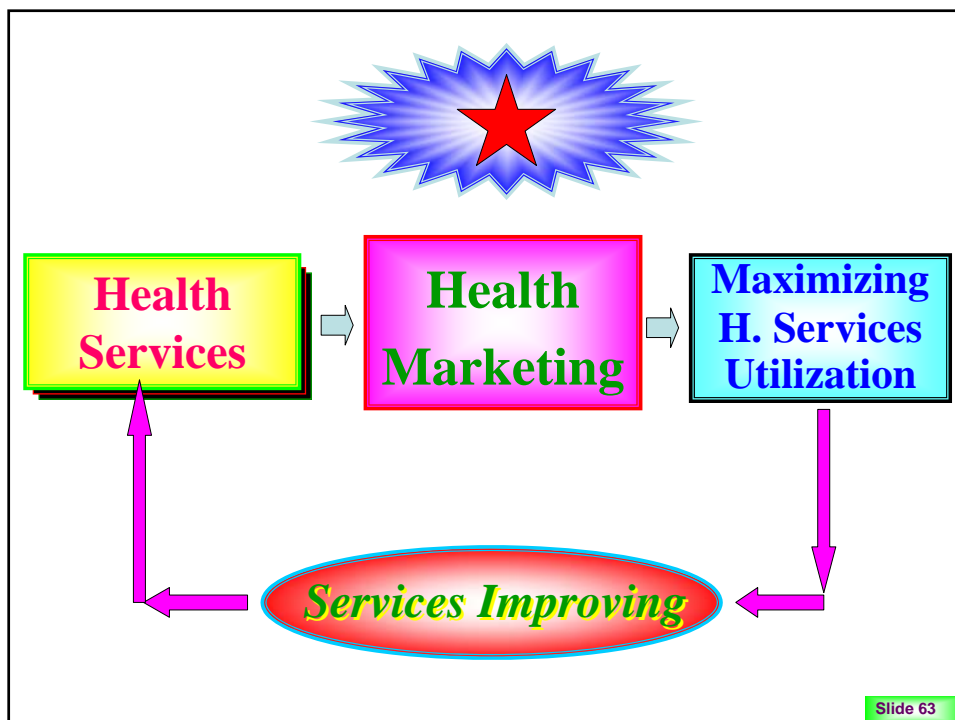 Health
Services
Health
Marketing
Maximizing
H. Services
Utilization
Services Improving
Slide 63